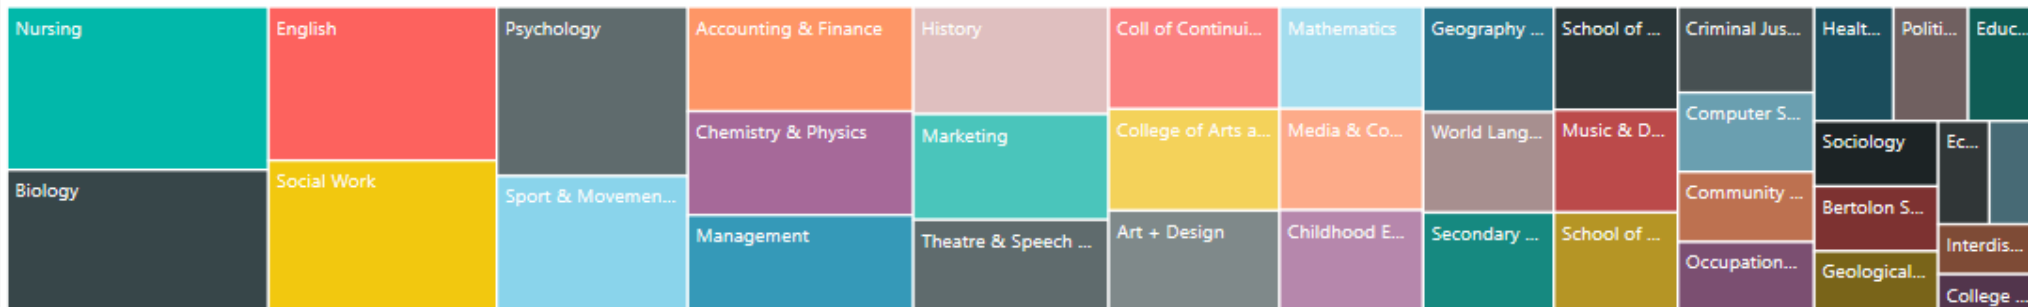 Nursing
Biology
English
Social Work
Psychology
Sport & Movemen...
Accounting & Finance
Chemistry & Physics
Management
History
Marketing
Theatre & Speech ...
Coll of Continui...
College of Arts a...
Art + Design
Mathematics
Media & Co...
Childhood E...
Geography ...
World Lang...
Secondary ...
School of ...
Music & D...
School of ...
Criminal Jus...
Computer S...
Community ...
Occupation...
Healt...
Politi...
Educ...
Sociology
Bertolon S...
Geological...
Ec...
Interdis...
College ...